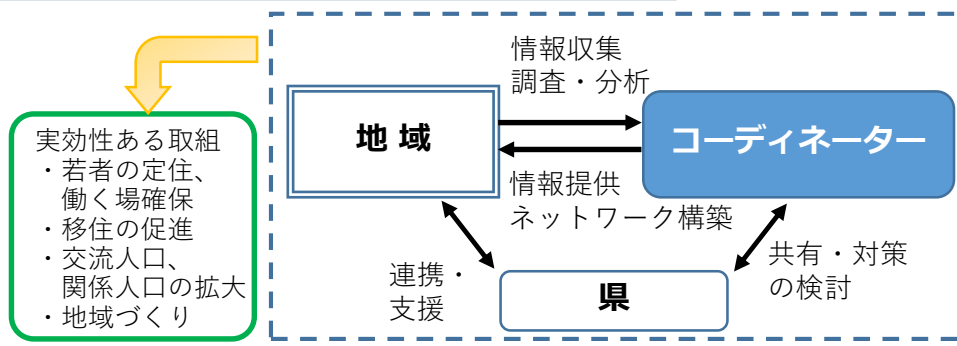 情報収集
調査・分析
地 域
コーディネーター
情報提供
ネットワーク構築
連携・
支援
県
共有・対策
の検討
実効性ある取組
・若者の定住、
働く場確保
・移住の促進
・交流人口、
関係人口の拡大
・地域づくり